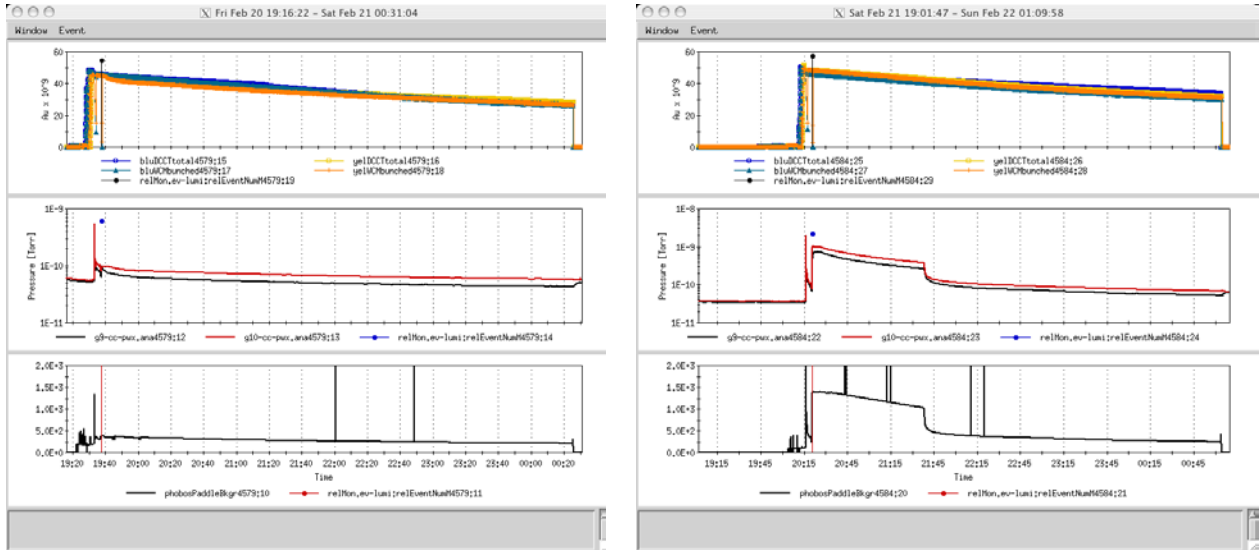 Fri Feb 20 19:16:22 - Sat Feb 21 00:31:04
Window Event
60
40
20
0
Au x 10^9
bluDCCTtotal4579;15
yelDCCTtotal4579;16
bluWCMbunched4579;17
yelWCMbunched4579;18
relMon,ev-lumi;relEventNumM4579;19
1E-9
1E-10
1E-11
Pressure [Torr]
g9-cc-pwx,ana4579;12
g10-cc-pwx,ana4579;13
relMon,ev-lumi;relEventNumM4579;14
2.0E+3
1.5E+3
1.0E+3
5.0E+2
0.0E+0
19:20 19:40 20:00 20:20 20:40 21:00 21:20 21:40 22:00 22:20 22:40 23:00 23:20 23:40 00:00 00:20
Time
phobosPaddleBkgr4579;10
relMon,ev-lumi;relEventNumM4579;11
Sat Feb 21 19:01:47 - Sun Feb 22 01:09:58
Window Event
60
40
20
0
Au x 10^9
bluDCCTtotal4584;25
yelDCCTtotal4584;26
bluWCMbunched4584;27
yelWCMbunched4584;28
relMon,ev-lumi;relEventNumM4584;29
1E-8
1E-9
1E-10
1E-11
Pressure [Torr]
g9-cc-pwx,ana4584;22
g10-cc-pwx,ana4584;23
relMon,ev-lumi;relEventNumM4584;24
2.0E+3
1.5E+3
1.0E+3
5.0E+2
0.0E+0
19:15 19:45 20:15 20:45 21:15 21:45 22:15 22:45 23:15 23:45 00:15 00:45
Time
phobosPaddleBkgr4584;20
relMon,ev-lumi;relEventNumM4584;21